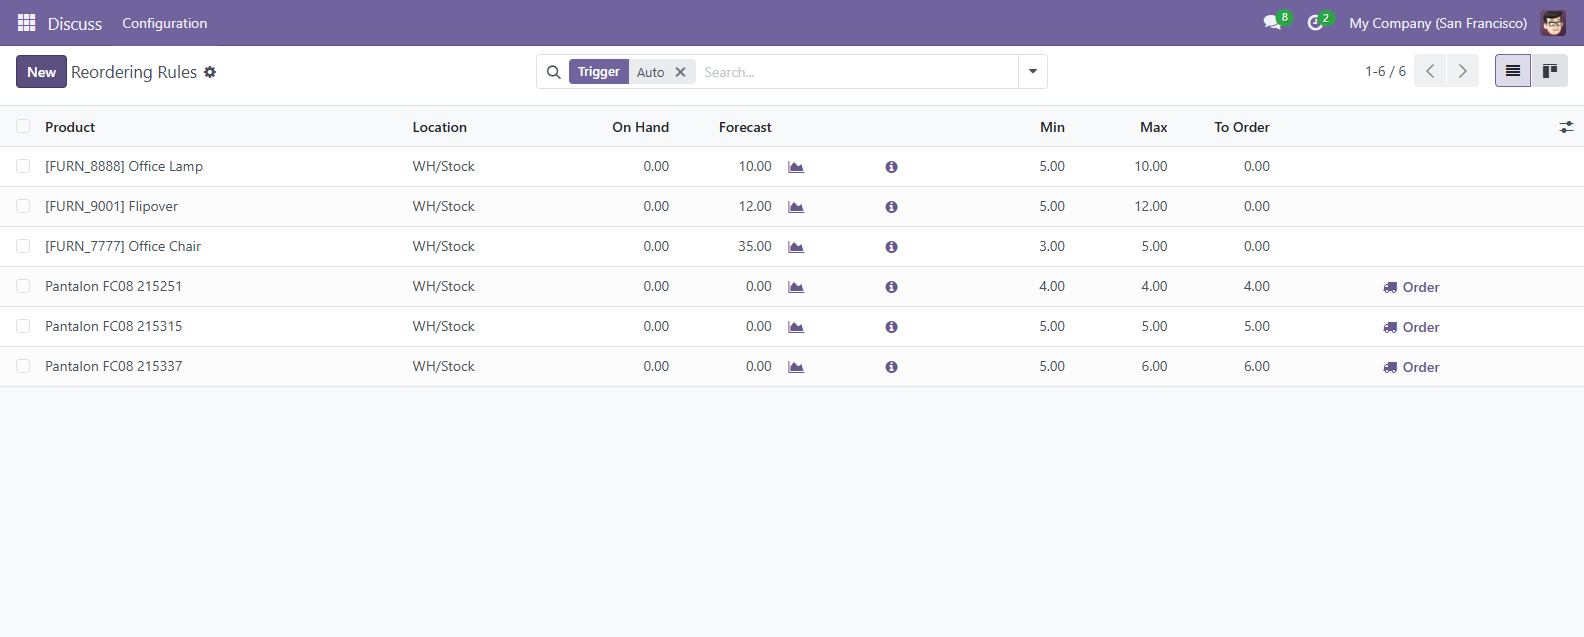 Discuss Configuration 8 2 My Company (San Francisco)
New Reordering Rules Trigger Auto Search... 1-6 / 6
Product Location On Hand Forecast Min Max To Order
[FURN_8888] Office Lamp WH/Stock 0.00 10.00 5.00 10.00 0.00
[FURN_9001] Flipover WH/Stock 0.00 12.00 5.00 12.00 0.00
[FURN_7777] Office Chair WH/Stock 0.00 35.00 3.00 5.00 0.00
Pantalon FC08 215251 WH/Stock 0.00 0.00 4.00 4.00 4.00 Order
Pantalon FC08 215315 WH/Stock 0.00 0.00 5.00 5.00 5.00 Order
Pantalon FC08 215337 WH/Stock 0.00 0.00 5.00 6.00 6.00 Order